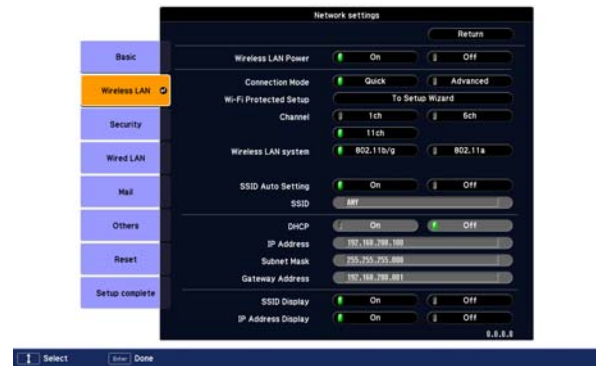 Network settings
Return
Basic
Wireless LAN
Security
Wired LAN
Mail
Others
Reset
Setup complete
Wireless LAN Power On Off
Connection Mode Quick Advanced
Wi-Fi Protected Setup To Setup Wizard
Channel 1ch 6ch
11ch
Wireless LAN system 802.11b/g 802.11a
SSID Auto Setting On Off
SSID ANY
DHCP On Off
IP Address 192.168.200.100
Subnet Mask 255.255.255.000
Gateway Address 192.168.200.001
SSID Display On Off
IP Address Display On Off
0.0.0.0
Select Enter Done